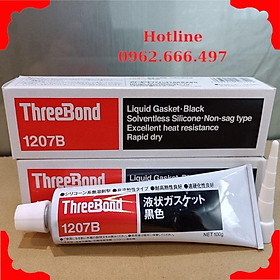 Hotline
0962.666.497
ThreeBond
1207B
Liquid Gasket·Black
Solventless Silicone·Non-sag type
Excellent heat resistance
Rapid dry
ThreeBond
1207B
ThreeBond
1207B
液状ガスケット
黒色
NET 100g